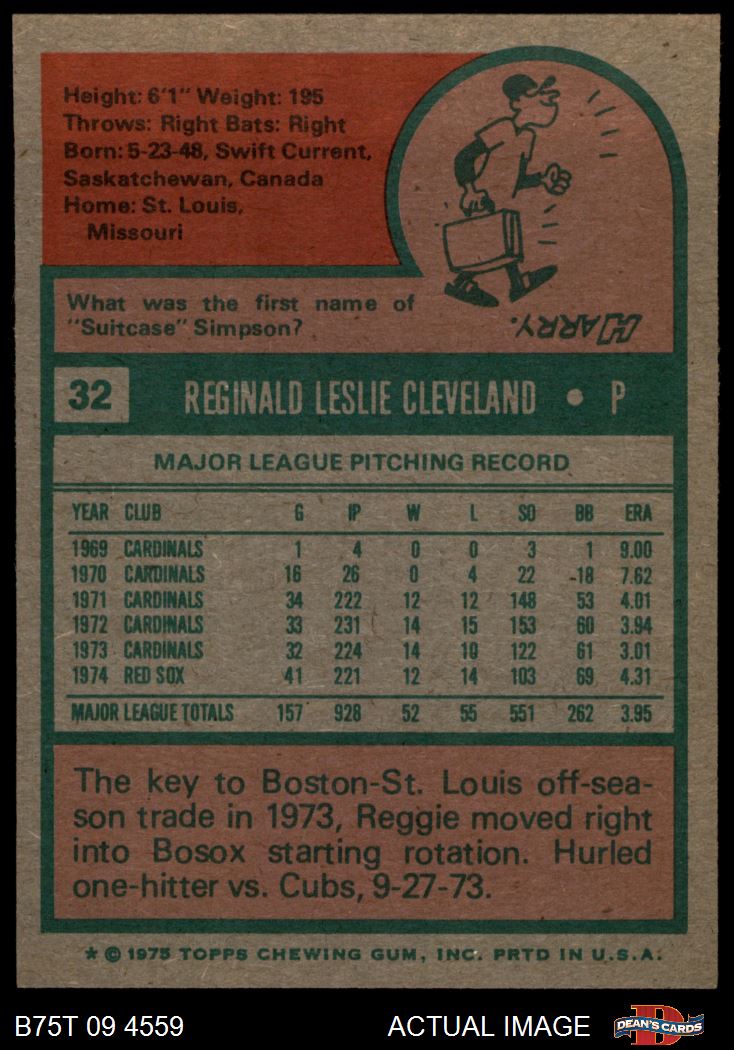 Height: 6'1" Weight: 195
Throws: Right Bats: Right
Born: 5-23-48, Swift Current,
Saskatchewan, Canada
Home: St. Louis,
Missouri
What was the first name of
"Suitcase" Simpson?
HARRY.
32 REGINALD LESLIE CLEVELAND • P
MAJOR LEAGUE PITCHING RECORD
YEAR CLUB G IP W L SO BB ERA
1969 CARDINALS 1 4 0 0 3 1 9.00
1970 CARDINALS 16 26 0 4 22 18 7.62
1971 CARDINALS 34 222 12 12 148 53 4.01
1972 CARDINALS 33 231 14 15 153 60 3.94
1973 CARDINALS 32 224 14 10 122 61 3.01
1974 RED SOX 41 221 12 14 103 69 4.31
MAJOR LEAGUE TOTALS 157 928 52 55 551 262 3.95
The key to Boston-St. Louis off-sea-
son trade in 1973, Reggie moved right
into Bosox starting rotation. Hurled
one-hitter vs. Cubs, 9-27-73.
* © 1975 TOPPS CHEWING GUM, INC. PRTD IN U.S.A.
B75T 09 4559 ACTUAL IMAGE DEAN'S CARDS